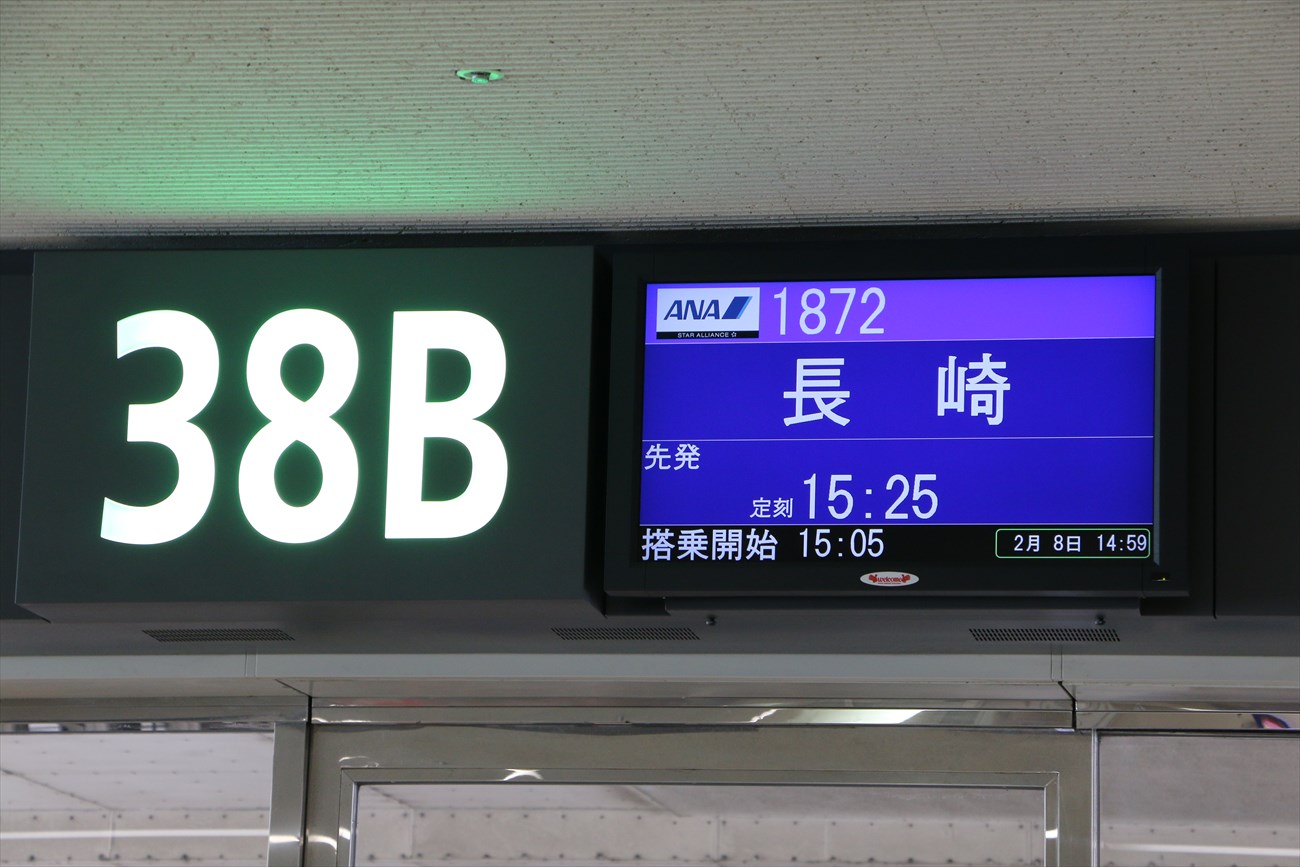 38B
ANA
STAR ALLIANCE
1872
長 崎
先発
定刻 15:25
搭乗開始 15:05
2月 8日 14:59
welcome